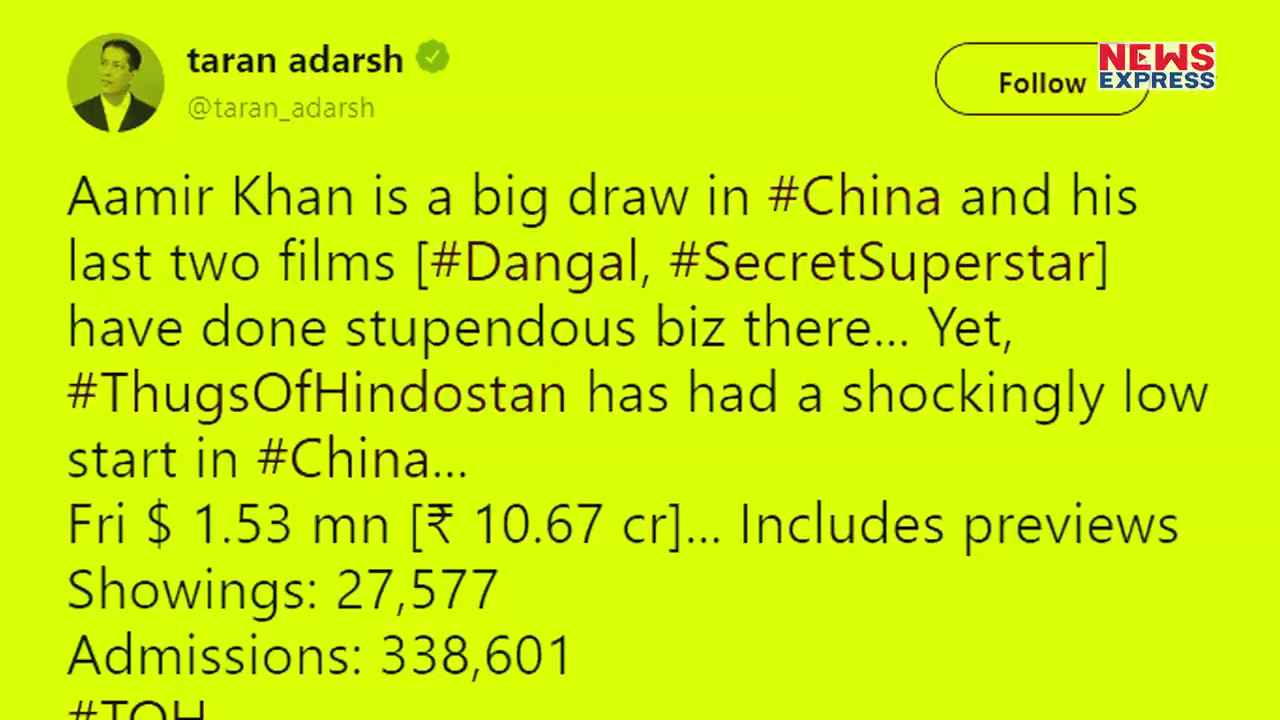 taran adarsh
@taran_adarsh
Follow
NEWS
EXPRESS
Aamir Khan is a big draw in #China and his
last two films [#Dangal, #SecretSuperstar]
have done stupendous biz there... Yet,
#ThugsOfHindostan has had a shockingly low
start in #China...
Fri $ 1.53 mn [₹ 10.67 cr]... Includes previews
Showings: 27,577
Admissions: 338,601
#TOH